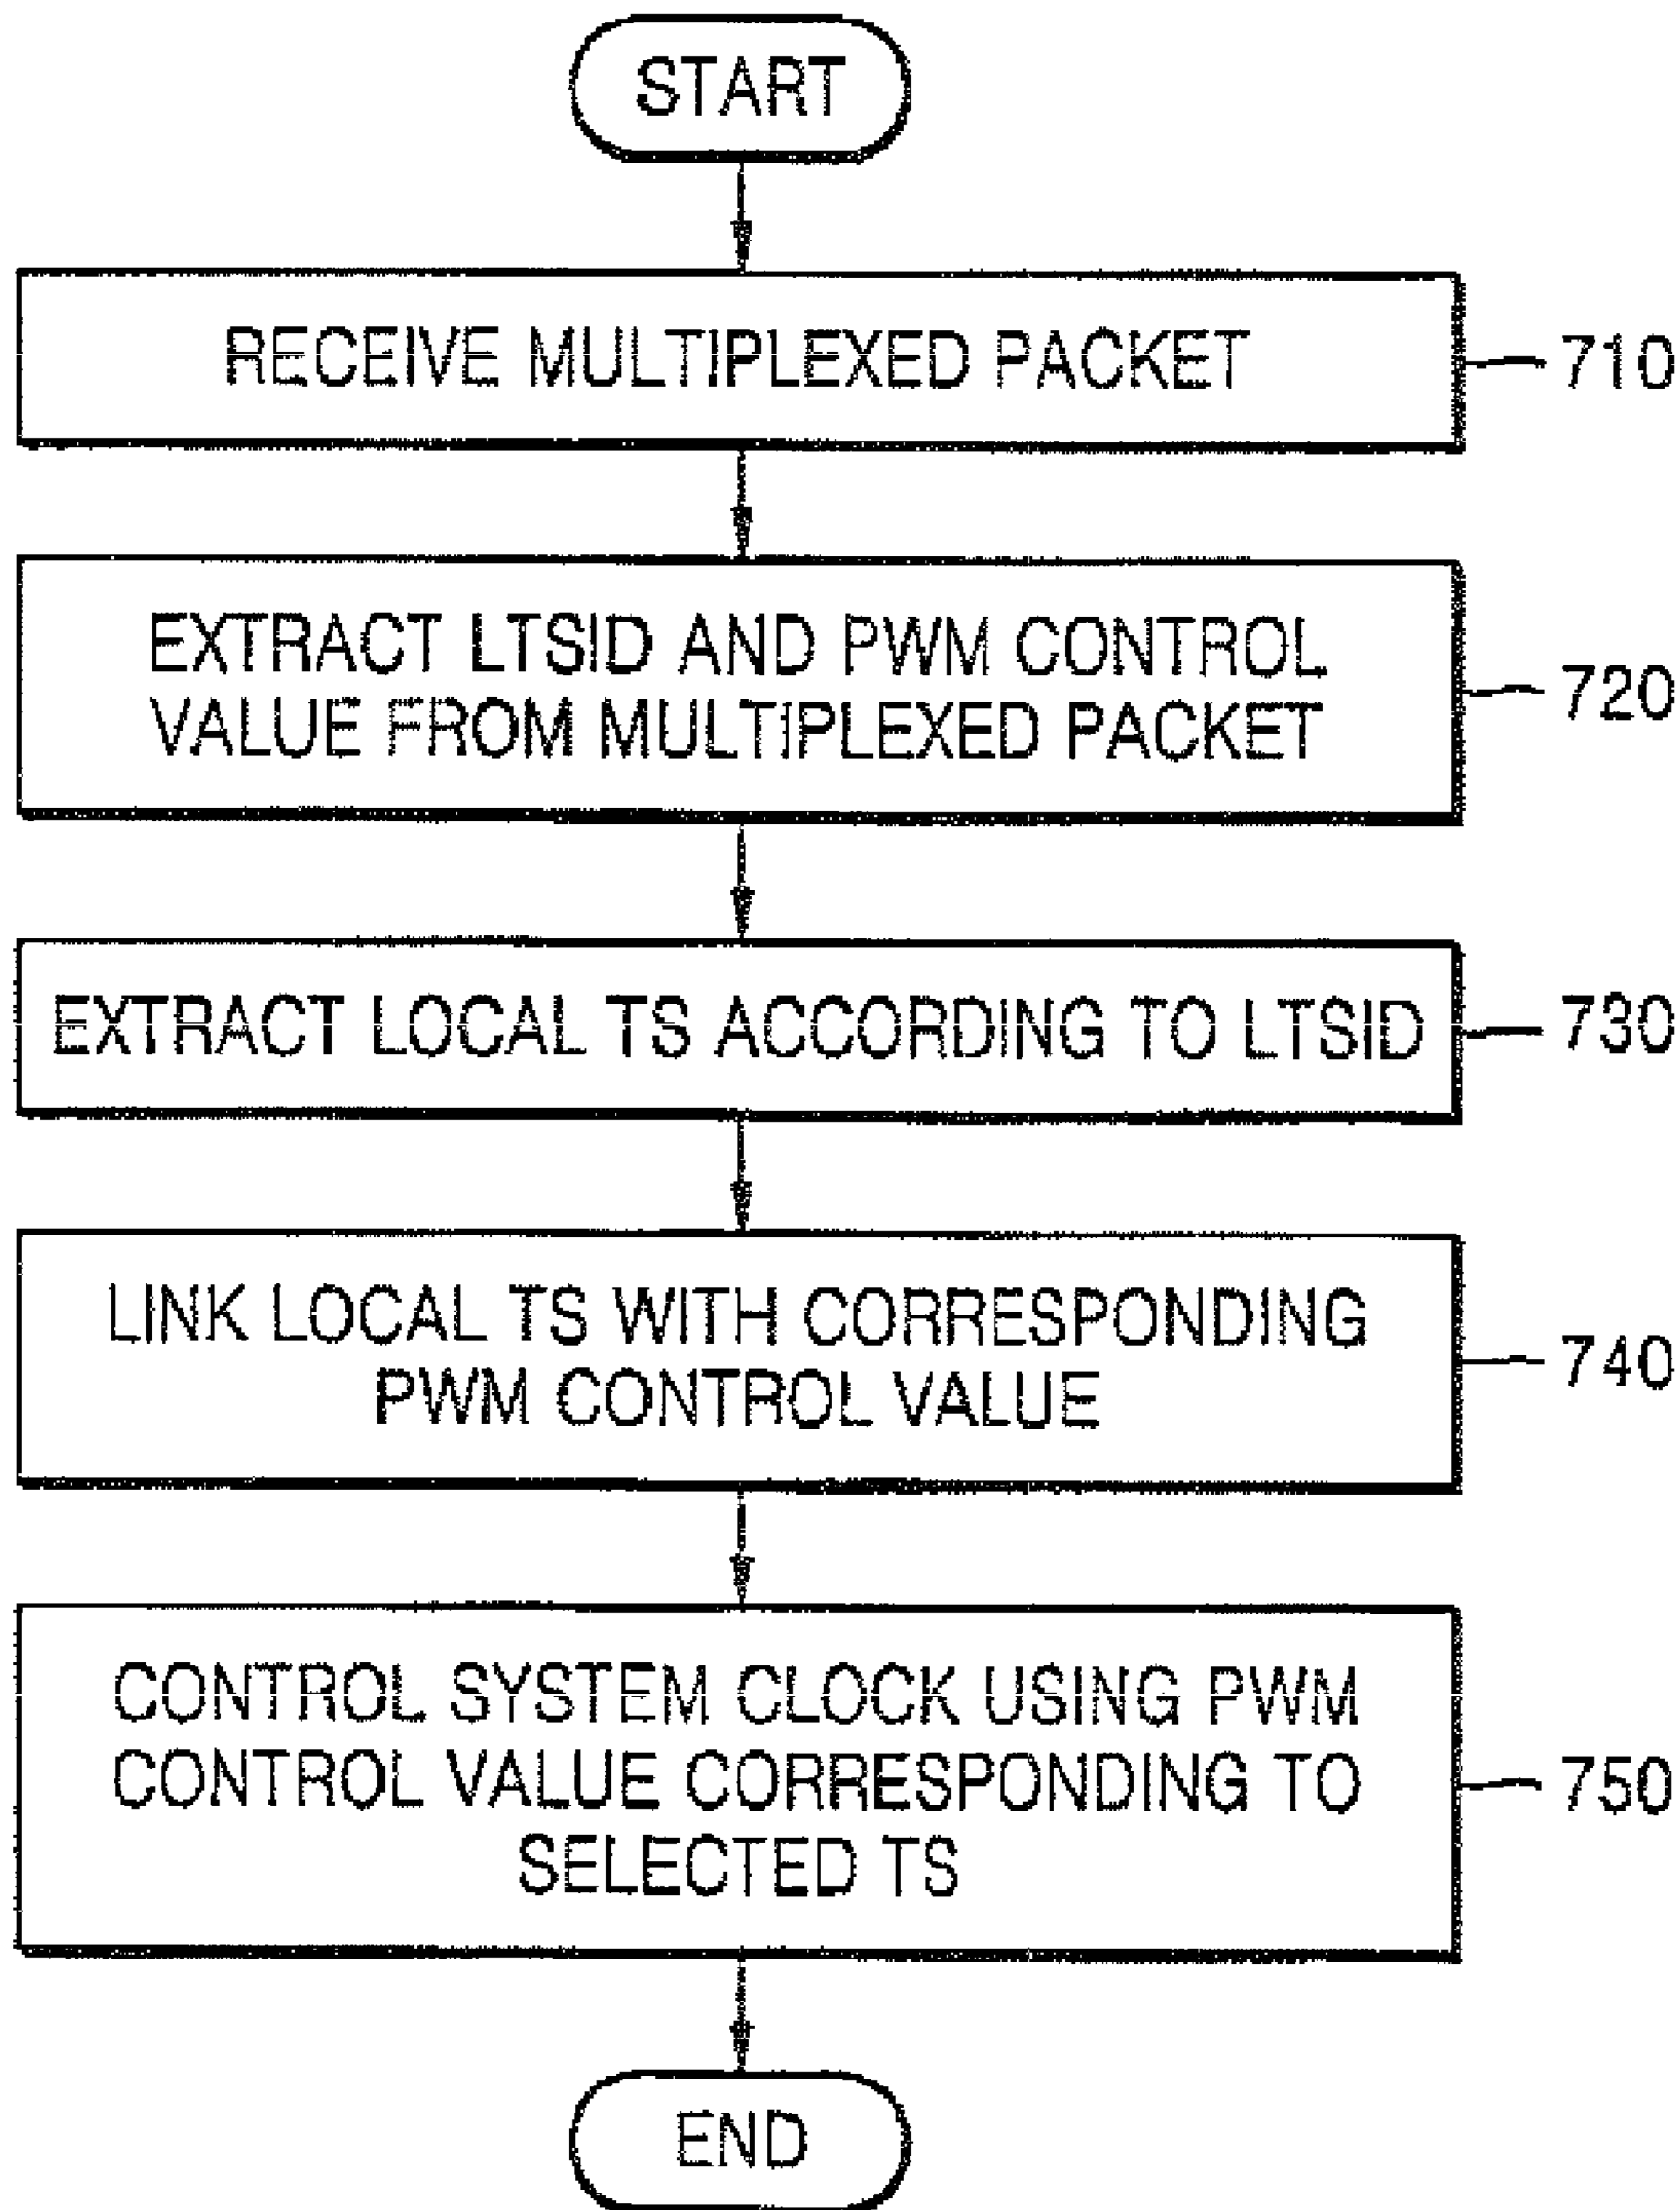 START
RECEIVE MULTIPLEXED PACKET
710
EXTRACT LTSID AND PWM CONTROL
VALUE FROM MULTIPLEXED PACKET
720
EXTRACT LOCAL TS ACCORDING TO LTSID
730
LINK LOCAL TS WITH CORRESPONDING
PWM CONTROL VALUE
740
CONTROL SYSTEM CLOCK USING PWM
CONTROL VALUE CORRESPONDING TO
SELECTED TS
750
END